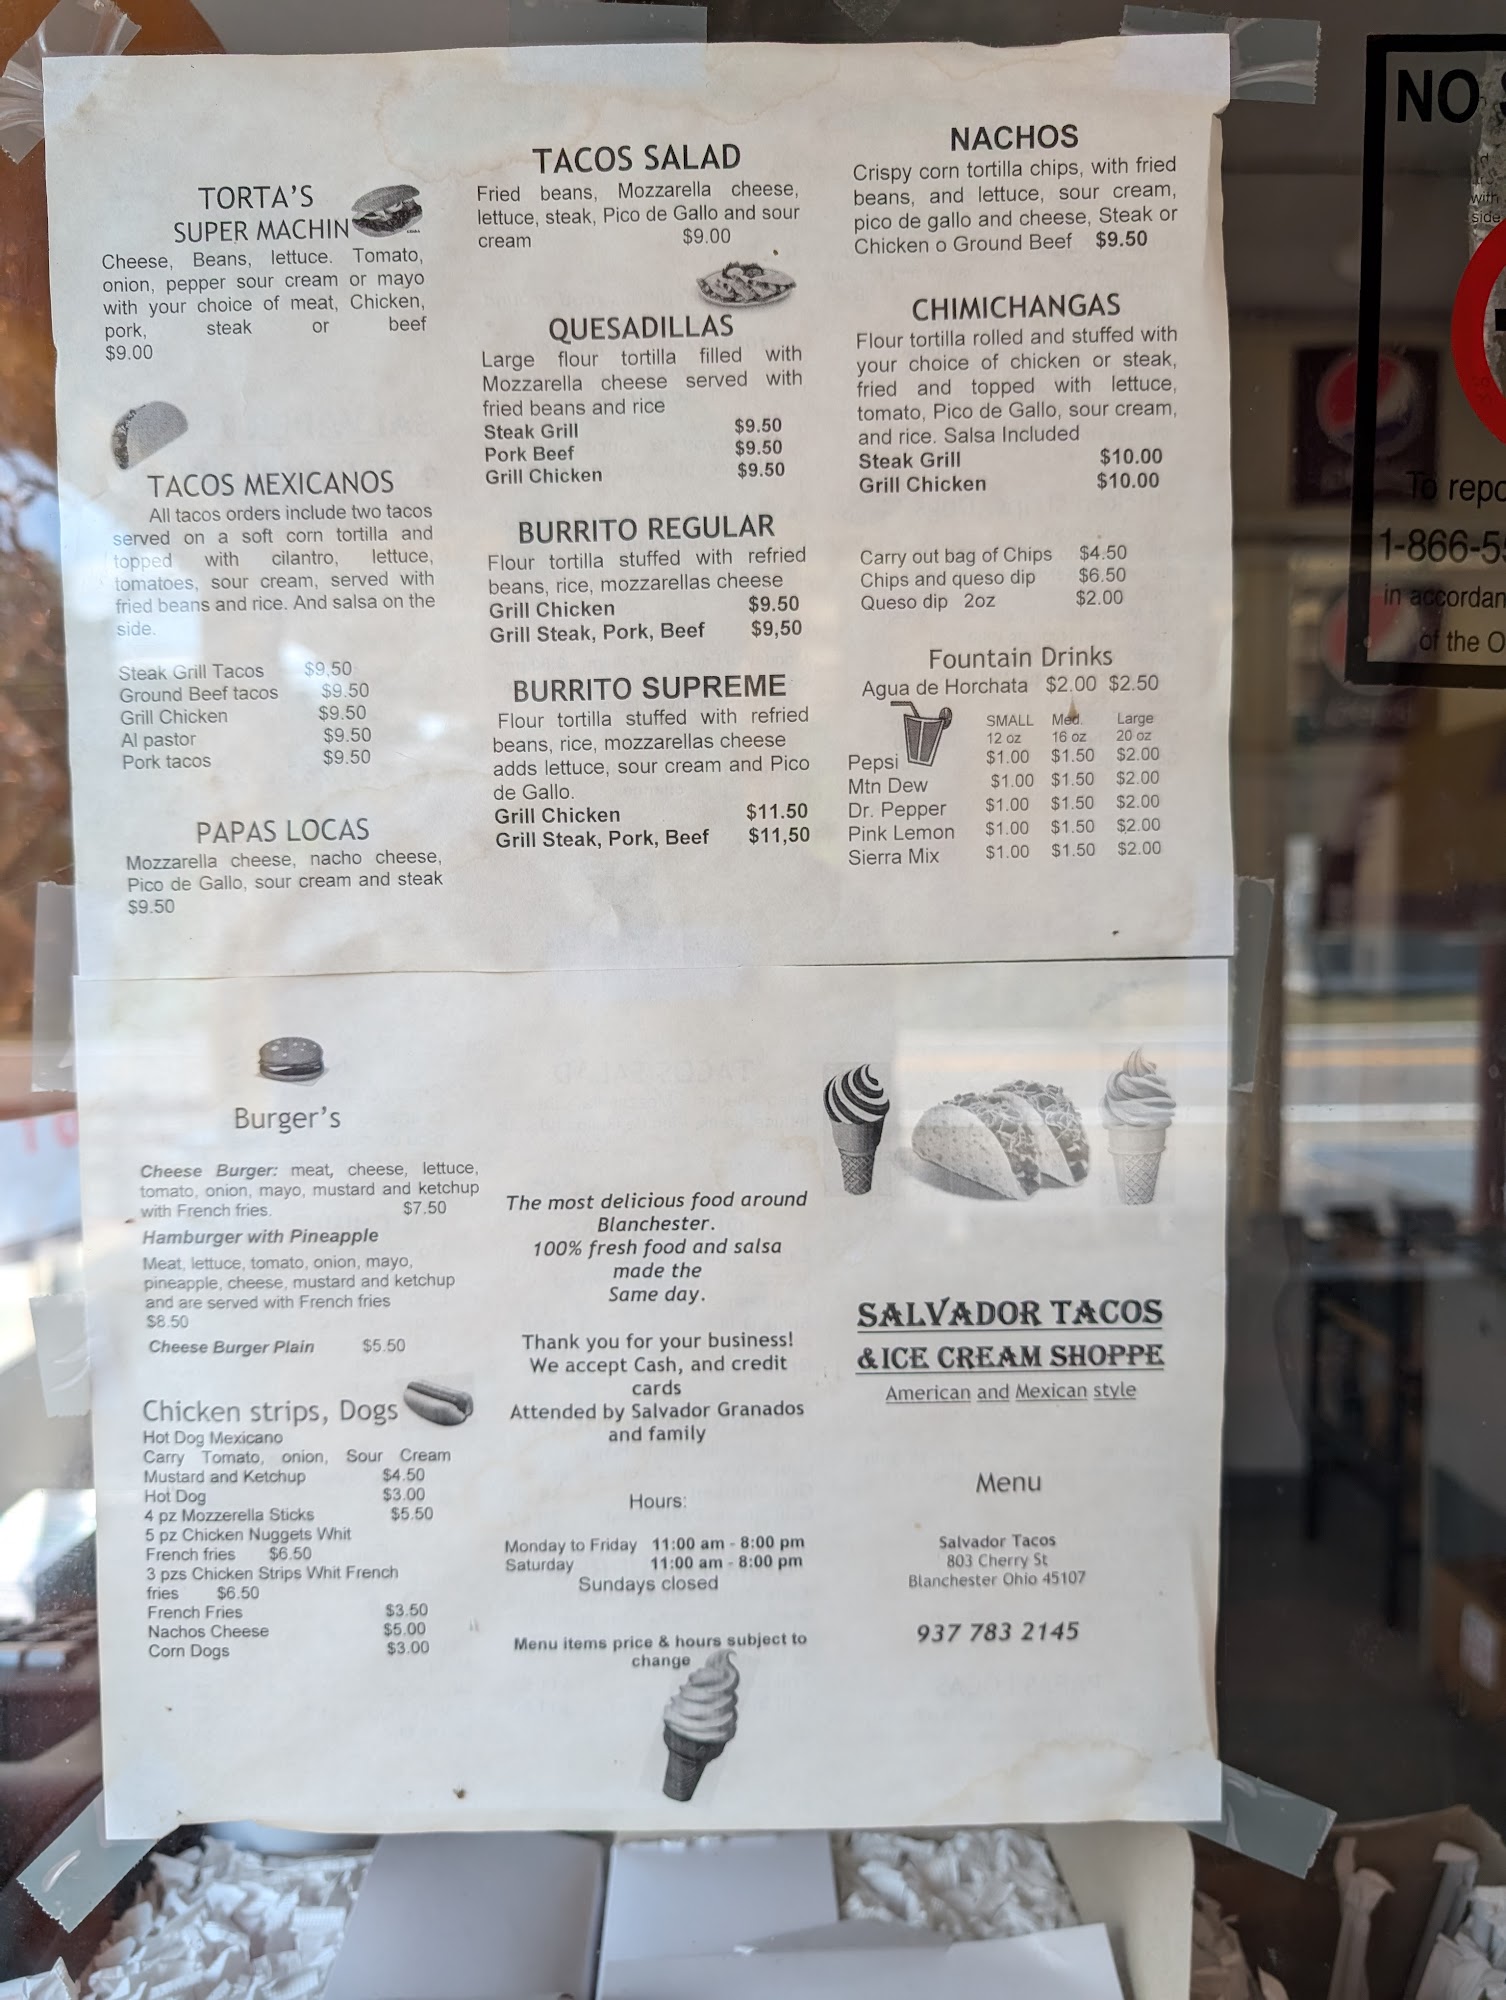 TORTA'S
SUPER MACHIN
Cheese, Beans, lettuce. Tomato,
onion, pepper sour cream or mayo
with your choice of meat, Chicken,
pork, steak or beef
$9.00
TACOS MEXICANOS
All tacos orders include two tacos
served on a soft corn tortilla and
topped with cilantro, lettuce,
tomatoes, sour cream, served with
fried beans and rice. And salsa on the
side.
Steak Grill Tacos $9,50
Ground Beef tacos $9.50
Grill Chicken $9.50
Al pastor $9.50
Pork tacos $9.50
PAPAS LOCAS
Mozzarella cheese, nacho cheese,
Pico de Gallo, sour cream and steak
$9.50
TACOS SALAD
Fried beans, Mozzarella cheese,
lettuce, steak, Pico de Gallo and sour
cream $9.00
QUESADILLAS
Large flour tortilla filled with
Mozzarella cheese served with
fried beans and rice
Steak Grill $9.50
Pork Beef $9.50
Grill Chicken $9.50
BURRITO REGULAR
Flour tortilla stuffed with refried
beans, rice, mozzarellas cheese
Grill Chicken $9.50
Grill Steak, Pork, Beef $9,50
BURRITO SUPREME
Flour tortilla stuffed with refried
beans, rice, mozzarellas cheese
adds lettuce, sour cream and Pico
de Gallo.
Grill Chicken $11.50
Grill Steak, Pork, Beef $11,50
NACHOS
Crispy corn tortilla chips, with fried
beans, and lettuce, sour cream,
pico de gallo and cheese, Steak or
Chicken o Ground Beef $9.50
CHIMICHANGAS
Flour tortilla rolled and stuffed with
your choice of chicken or steak,
fried and topped with lettuce,
tomato, Pico de Gallo, sour cream,
and rice. Salsa Included
Steak Grill $10.00
Grill Chicken $10.00
Carry out bag of Chips $4.50
Chips and queso dip $6.50
Queso dip 2oz $2.00
Fountain Drinks
Agua de Horchata $2.00 $2.50
SMALL Med. Large
12 oz 16 oz 20 oz
Pepsi $1.00 $1.50 $2.00
Mtn Dew $1.00 $1.50 $2.00
Dr. Pepper $1.00 $1.50 $2.00
Pink Lemon $1.00 $1.50 $2.00
Sierra Mix $1.00 $1.50 $2.00
Burger's
Cheese Burger: meat, cheese, lettuce,
tomato, onion, mayo, mustard and ketchup
with French fries. $7.50
Hamburger with Pineapple
Meat, lettuce, tomato, onion, mayo,
pineapple, cheese, mustard and ketchup
and are served with French fries
$8.50
Cheese Burger Plain $5.50
Chicken strips, Dogs
Hot Dog Mexicano
Carry Tomato, onion, Sour Cream
Mustard and Ketchup $4.50
Hot Dog $3.00
4 pz Mozzerella Sticks $5.50
5 pz Chicken Nuggets Whit
French fries $6.50
3 pzs Chicken Strips Whit French
fries $6.50
French Fries $3.50
Nachos Cheese $5.00
Corn Dogs $3.00
The most delicious food around
Blanchester.
100% fresh food and salsa
made the
Same day.
Thank you for your business!
We accept Cash, and credit
cards
Attended by Salvador Granados
and family
Hours:
Monday to Friday 11:00 am - 8:00 pm
Saturday 11:00 am - 8:00 pm
Sundays closed
Menu items price & hours subject to
change
SALVADOR TACOS
&ICE CREAM SHOPPE
American and Mexican style
Menu
Salvador Tacos
803 Cherry St
Blanchester Ohio 45107
937 783 2145
NO
To repo
1-866-5
in accordan
of the O